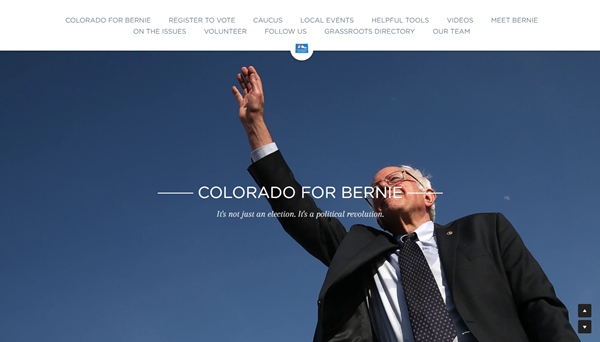 COLORADO FOR BERNIE REGISTER TO VOTE CAUCUS LOCAL EVENTS HELPFUL TOOLS VIDEOS MEET BERNIE
ON THE ISSUES VOLUNTEER FOLLOW US GRASSROOTS DIRECTORY OUR TEAM
COLORADO FOR BERNIE
It's not just an election. It's a political revolution.